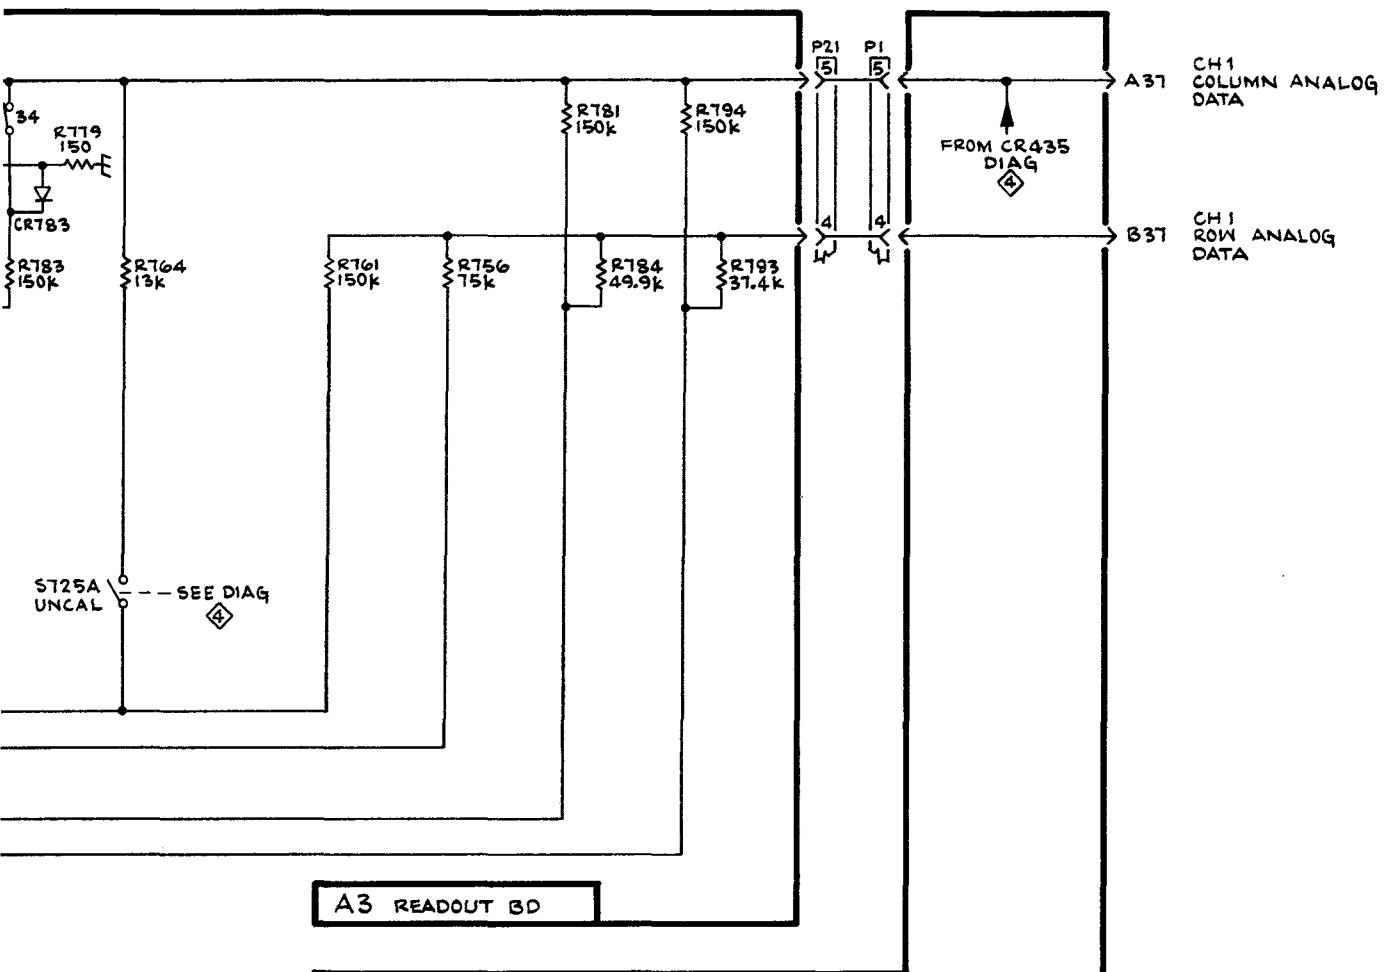 P21 P1
5 5
A37 CH1
COLUMN ANALOG
DATA
34
R779
150
R781
150k
R794
150k
FROM CR435
DIAG
4
CR783
4 4
B37 CH1
ROW ANALOG
DATA
R783
150k
R764
13k
R761
150k
R756
75k
R784
49.9k
R793
37.4k
S725A
UNCAL
SEE DIAG
4
A3 READOUT BD